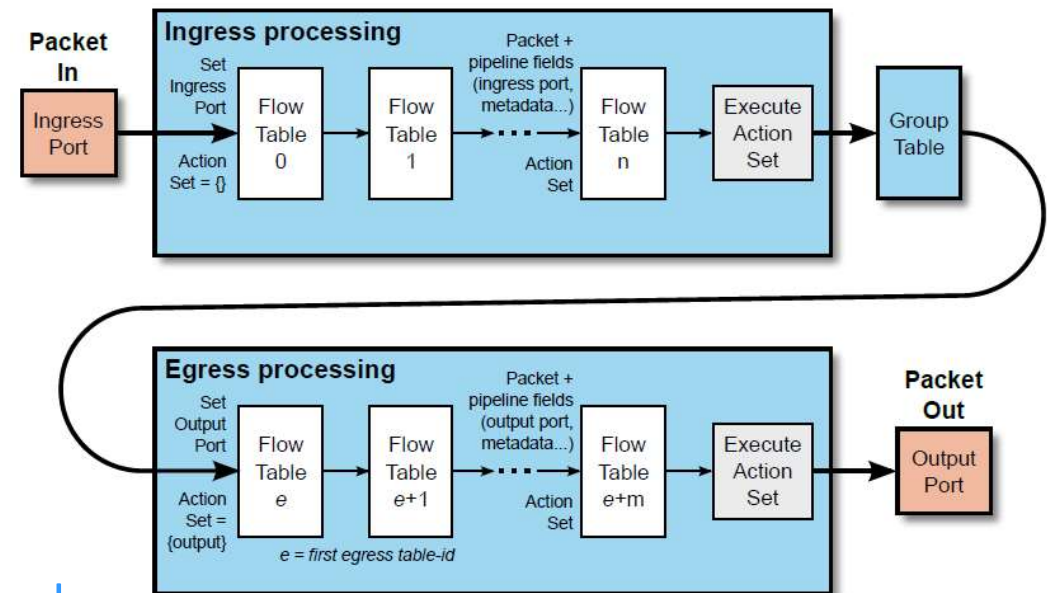 Ingress processing
Packet
In
Ingress
Port
Set
Ingress
Port
Action
Set = {}
Flow
Table
0
Flow
Table
1
Packet +
pipeline fields
(ingress port,
metadata...)
Action
Set
Flow
Table
n
Execute
Action
Set
Group
Table
Egress processing
Set
Output
Port
Action
Set =
{output}
Flow
Table
e
Flow
Table
e+1
e = first egress table-id
Packet +
pipeline fields
(output port,
metadata...)
Action
Set
Flow
Table
e+m
Execute
Action
Set
Packet
Out
Output
Port